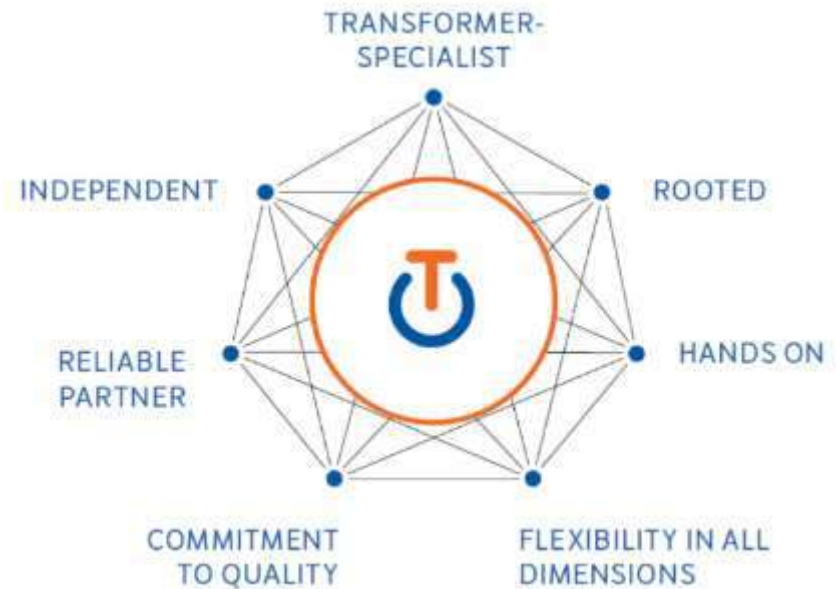 TRANSFORMER-
SPECIALIST
INDEPENDENT
ROOTED
RELIABLE
PARTNER
HANDS ON
COMMITMENT
TO QUALITY
FLEXIBILITY IN ALL
DIMENSIONS